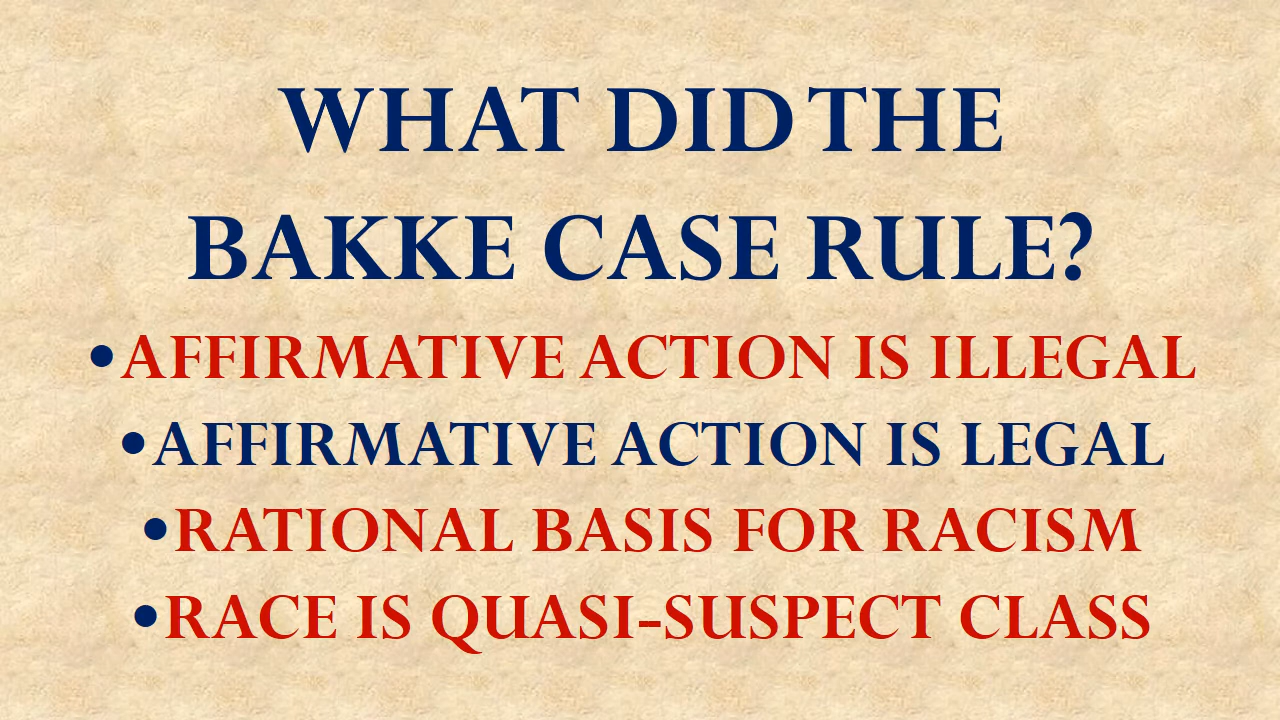 WHAT DID THE
BAKKE CASE RULE?
•AFFIRMATIVE ACTION IS ILLEGAL
•AFFIRMATIVE ACTION IS LEGAL
•RATIONAL BASIS FOR RACISM
•RACE IS QUASI-SUSPECT CLASS